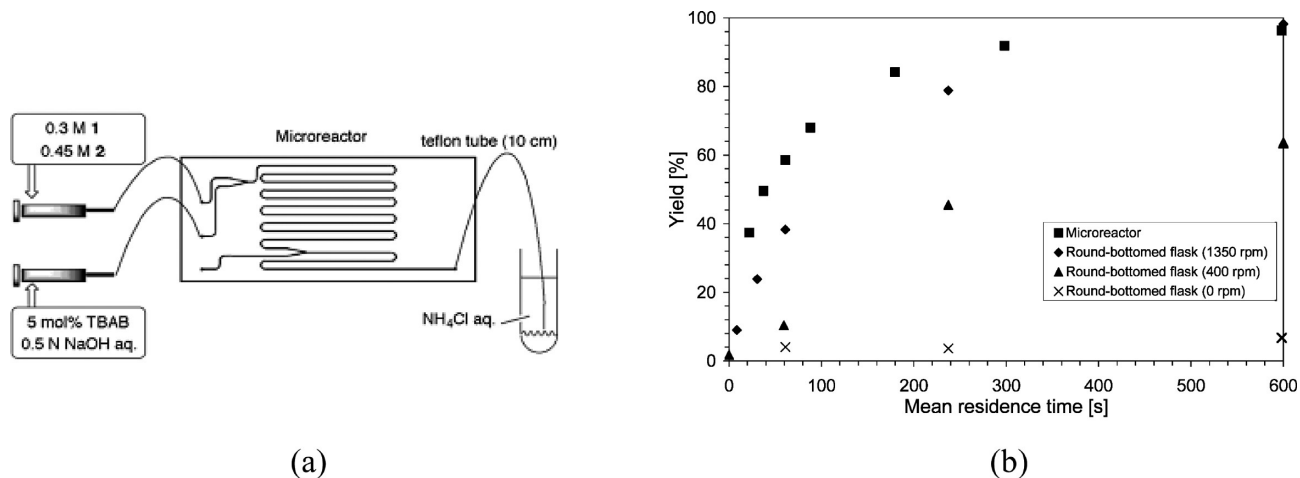 0.3 M 1
0.45 M 2
Microreactor
teflon tube (10 cm)
5 mol% TBAB
0.5 N NaOH aq.
NH₄Cl aq.
(a)
Yield [%]
100
80
60
40
20
0
0
100
200
300
400
500
600
Mean residence time [s]
Microreactor
Round-bottomed flask (1350 rpm)
Round-bottomed flask (400 rpm)
Round-bottomed flask (0 rpm)
(b)